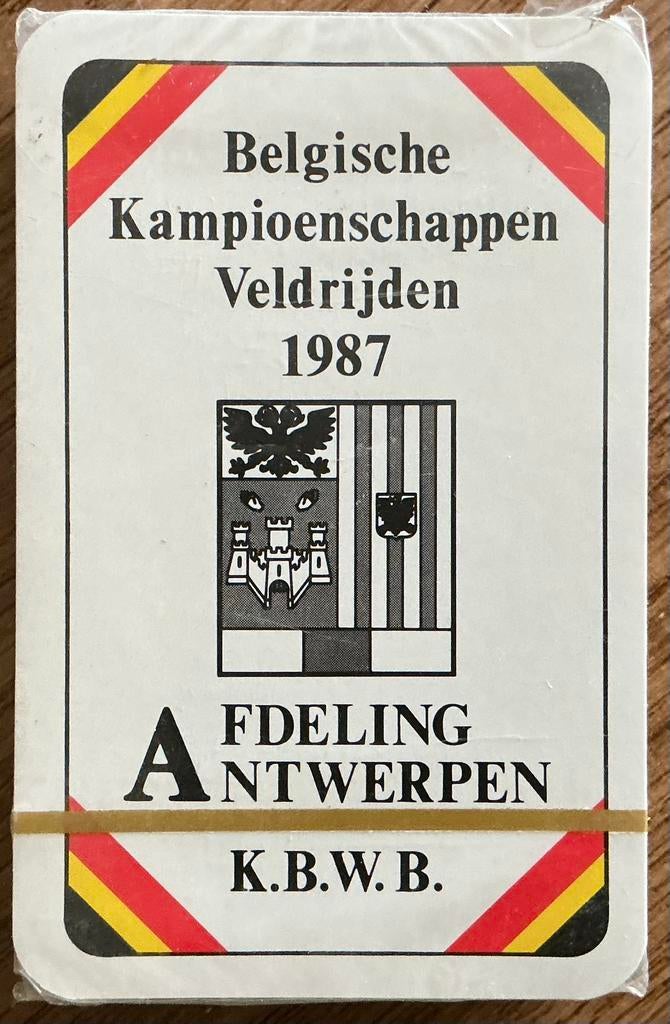 Belgische
Kampioenschappen
Veldrijden
1987
AFDELING
ANTWERPEN
K.B.W.B.